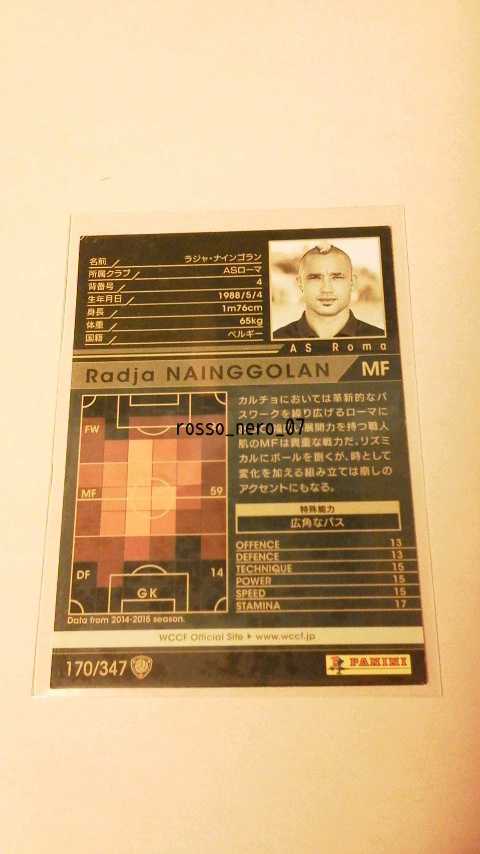 名前 ラジャ・ナインゴラン
所属クラブ ASローマ
背番号 4
生年月日 1988/5/4
身長 1m76cm
体重 65kg
国籍 ベルギー
AS Roma
Radja NAINGGOLAN MF
FW
MF 59
DF 14
GK
Data from 2014-2015 season.
カルチョにおいては革新的なパ
スワークを繰り広げるローマに
展開力を持つ職人
肌のMFは貴重な戦力だ。リズミ
カルにボールを捌くが、時として
変化を加える組み立ては崩しの
アクセントにもなる。
rosso_nero_07
特殊能力
広角なパス
OFFENCE 13
DEFENCE 13
TECHNIQUE 15
POWER 15
SPEED 15
STAMINA 17
WCCF Official Site ▶ www.wccf.jp
170/347
PANINI